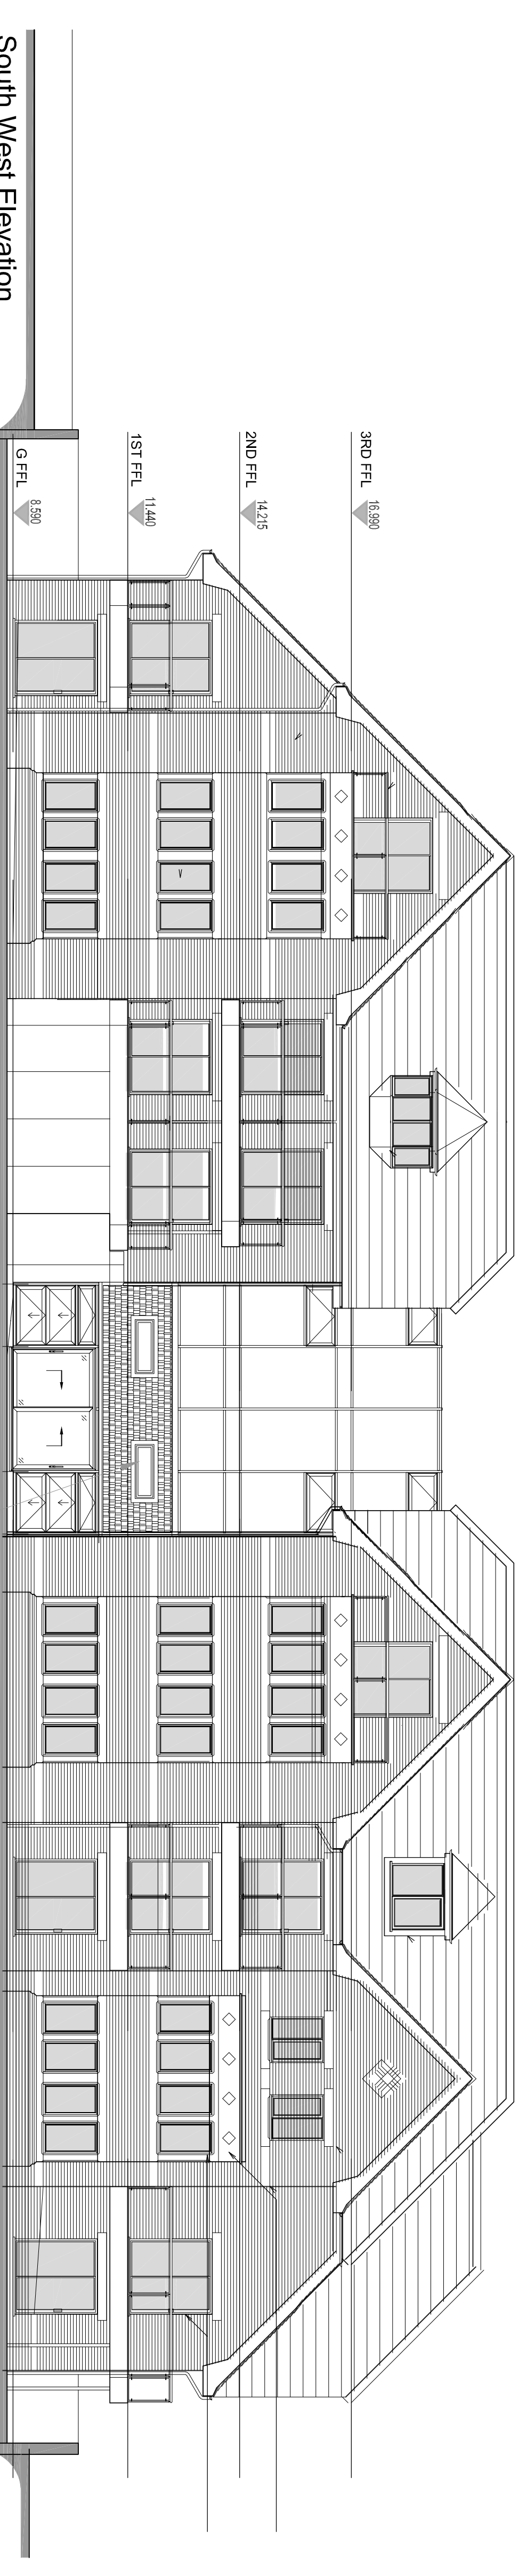 3RD FFL
16.990
2ND FFL
14.215
1ST FFL
11.440
G FFL
8.590
South West Elevation